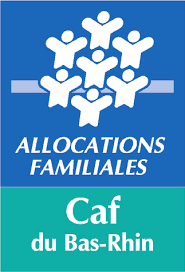 ALLOCATIONS
FAMILIALES
Caf
du Bas-Rhin